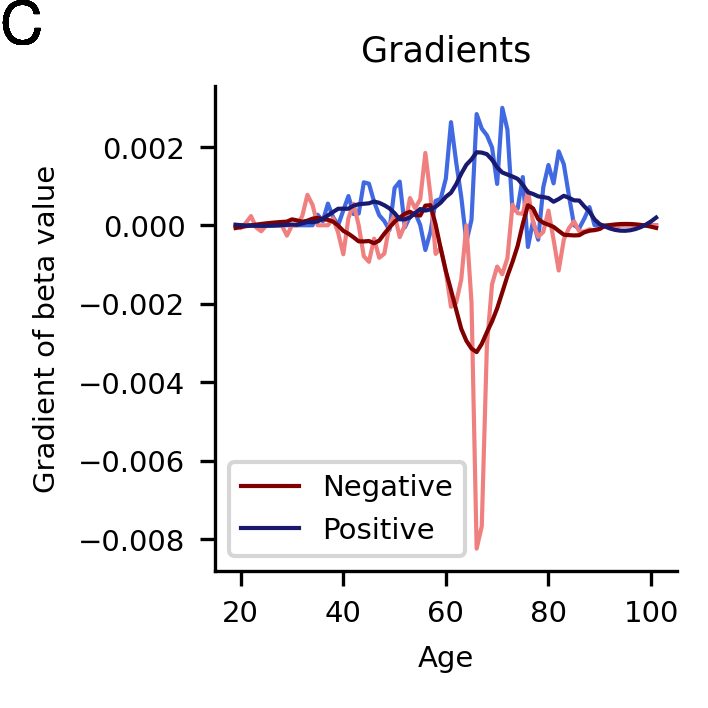 C
Gradients
Gradient of beta value
0.002
0.000
−0.002
−0.004
−0.006
−0.008
Negative
Positive
20 40 60 80 100
Age